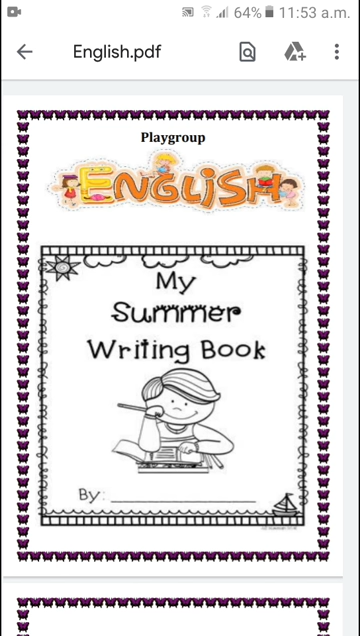 64% 11:53 a.m.
English.pdf
Playgroup
ENGLISH
My
Summer
Writing Book
By: